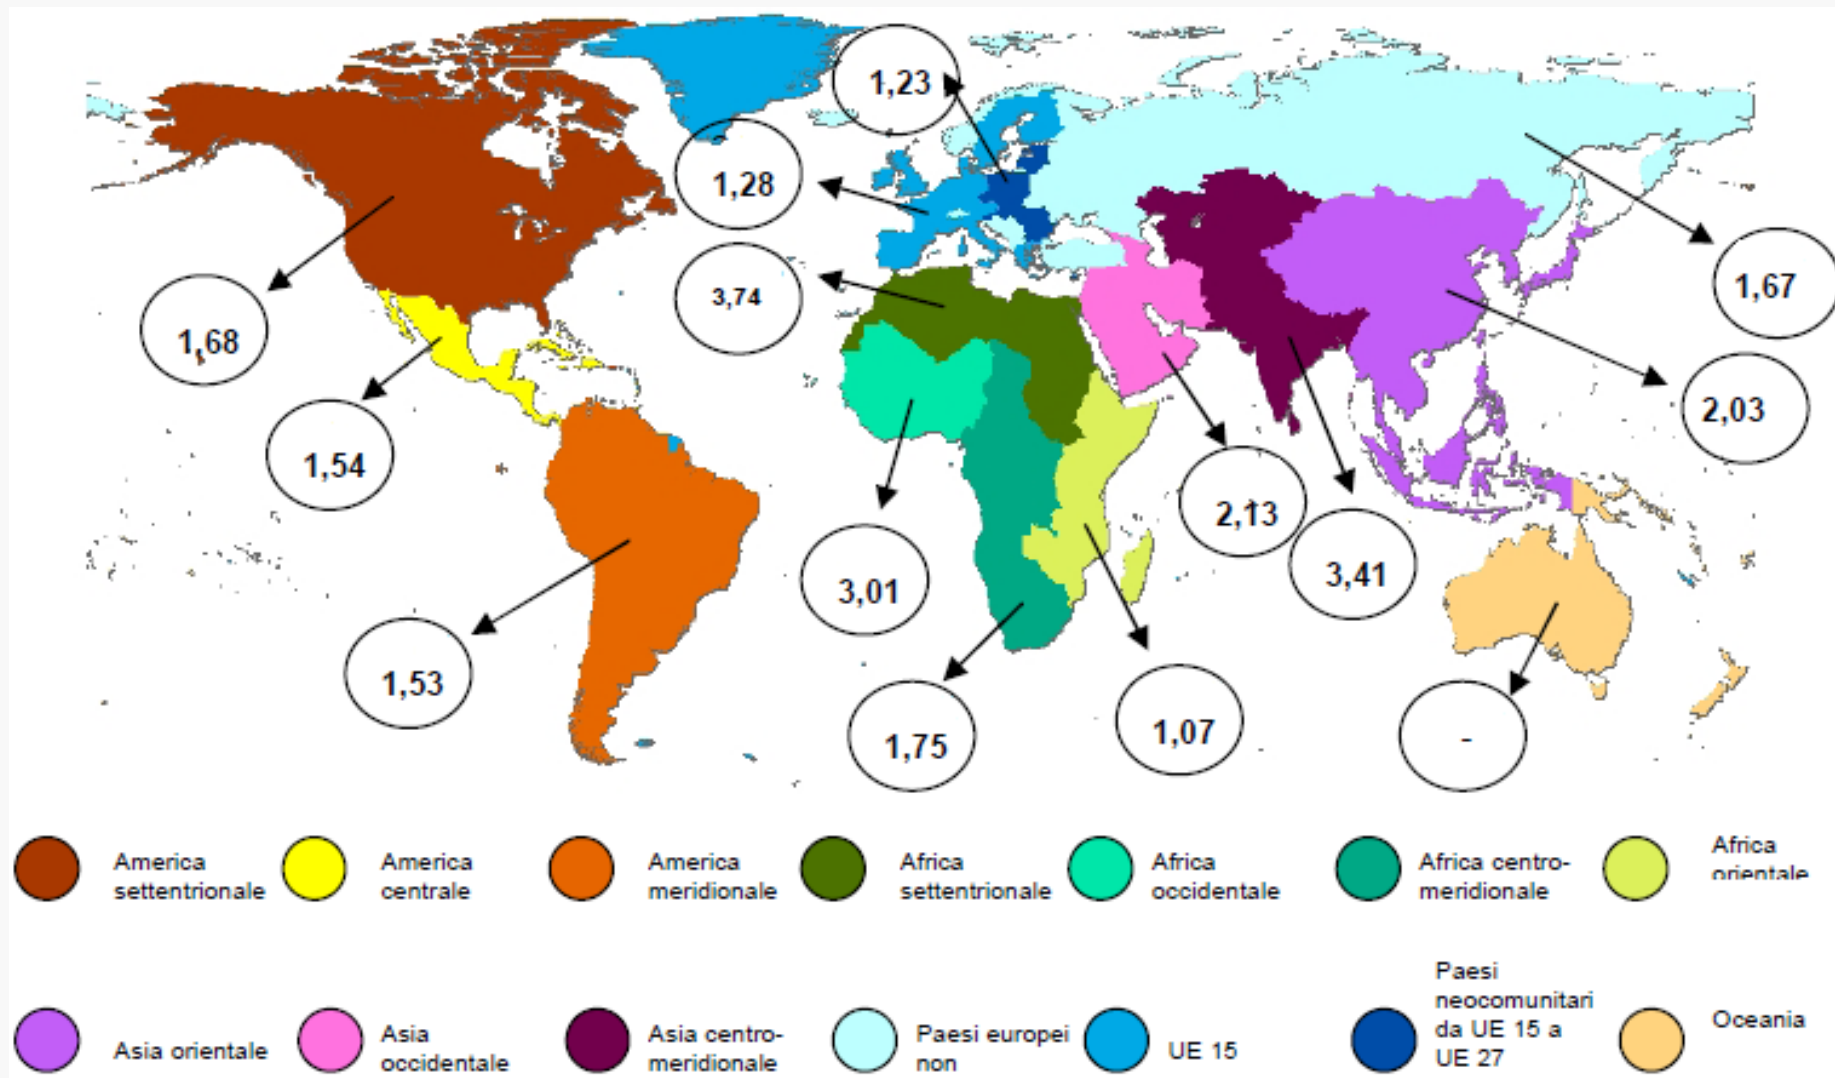 1,23
1,28
3,74
1,67
1,68
2,03
1,54
2,13
3,01
3,41
1,53
1,75
1,07
-
America
settentrionale
America
centrale
America
meridionale
Africa
settentrionale
Africa
occidentale
Africa centro-
meridionale
Africa
orientale
Asia orientale
Asia
occidentale
Asia centro-
meridionale
Paesi europei
non
UE 15
Paesi
neocomunitari
da UE 15 a
UE 27
Oceania